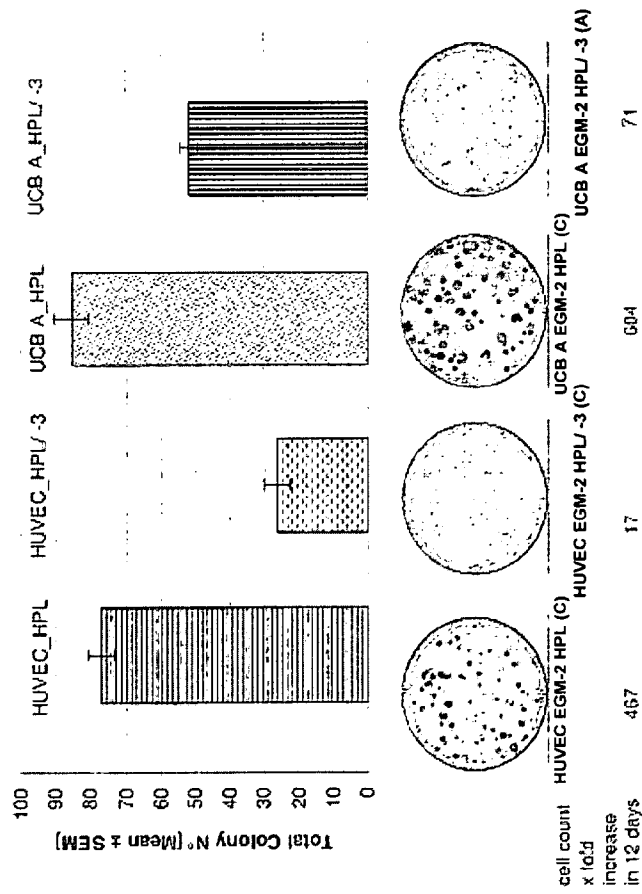 HUVEC_HPL
HUVEC_HPL/ -3
UCB A_HPL
UCB A_HPL/ -3
Total Colony N° [Mean ± SEM]
100
90
80
70
60
50
40
30
20
10
0
HUVEC EGM-2 HPL (C)
HUVEC EGM-2 HPL/ -3 (C)
UCB A EGM-2 HPL (C)
UCB A EGM-2 HPL/ -3 (A)
cell count
x fold
increase
in 12 days
467
17
604
71